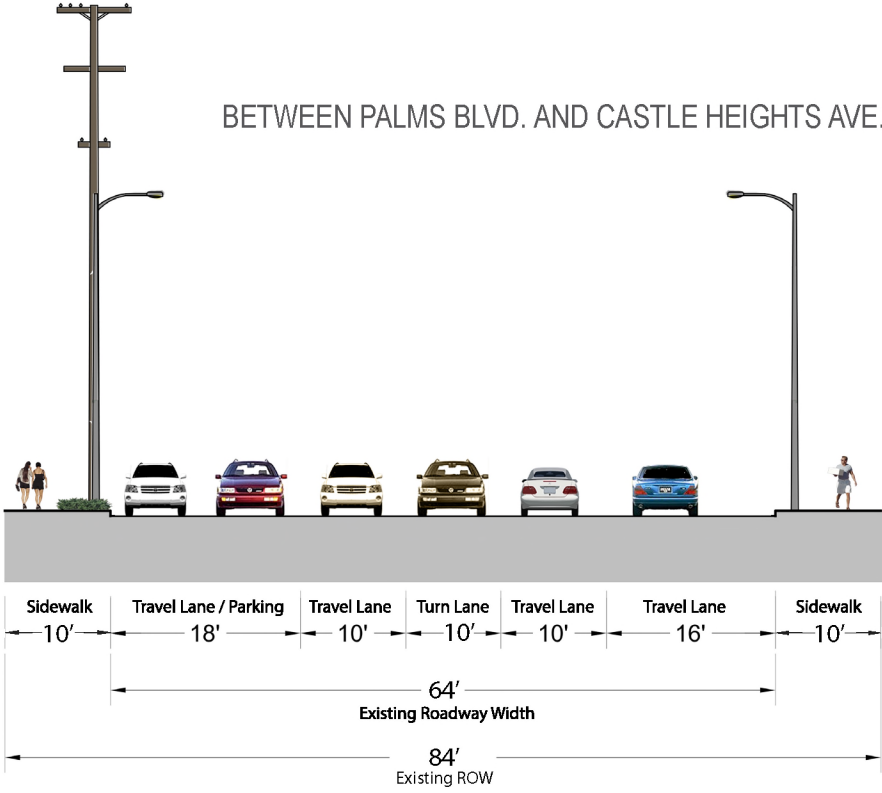 BETWEEN PALMS BLVD. AND CASTLE HEIGHTS AVE.
Sidewalk Travel Lane / Parking Travel Lane Turn Lane Travel Lane Travel Lane Sidewalk
10′ 18' 10' 10′ 10' 16' 10′
64′
Existing Roadway Width
84′
Existing ROW